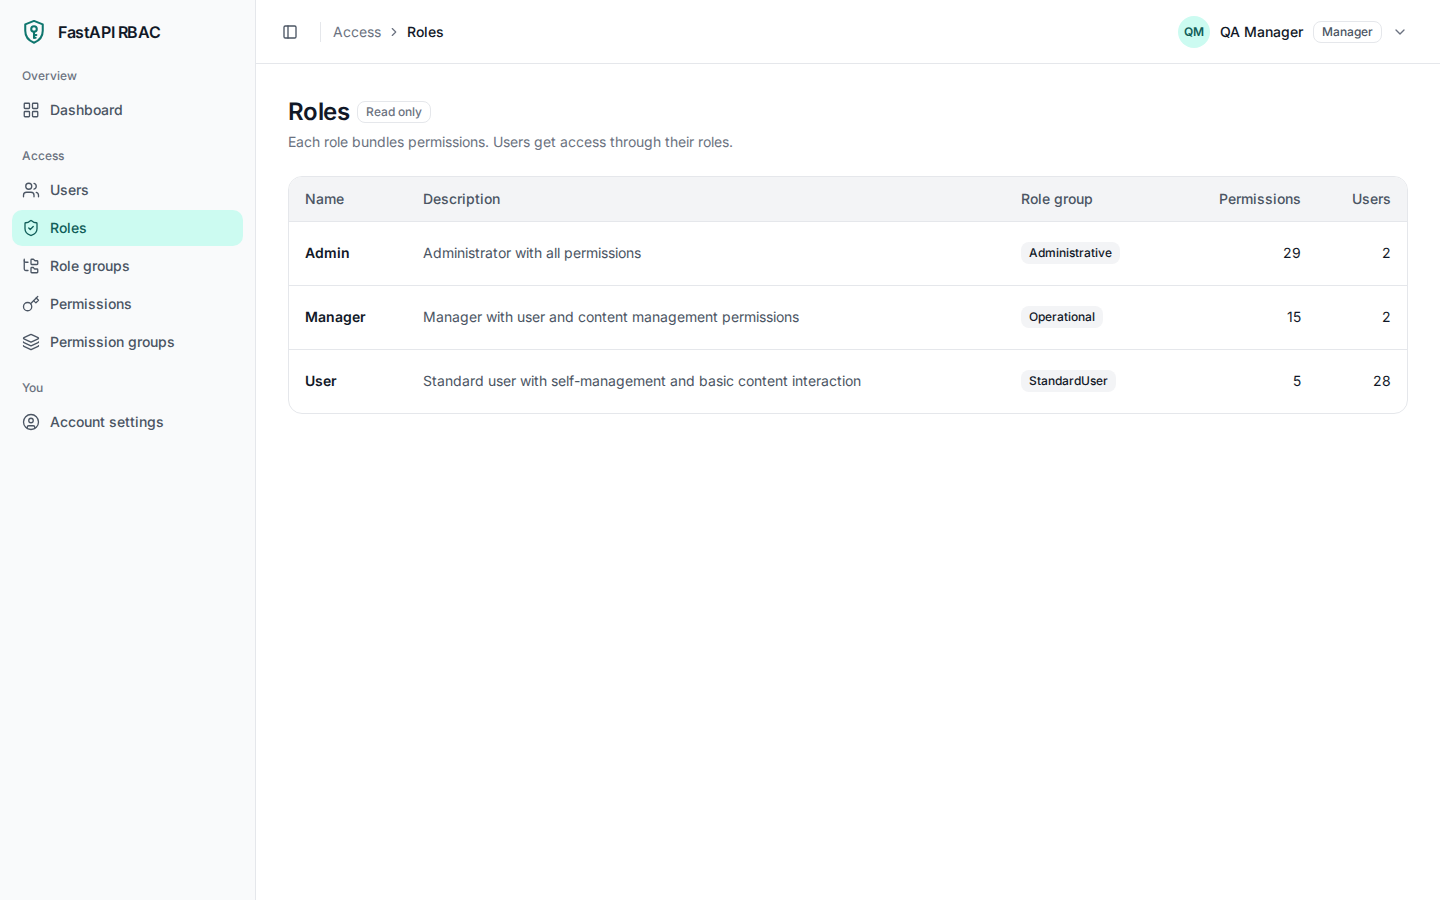 FastAPI RBAC
Overview
Dashboard
Access
Users
Roles
Role groups
Permissions
Permission groups
You
Account settings
Access > Roles
QM QA Manager Manager
Roles Read only
Each role bundles permissions. Users get access through their roles.
Name Description Role group Permissions Users
Admin Administrator with all permissions Administrative 29 2
Manager Manager with user and content management permissions Operational 15 2
User Standard user with self-management and basic content interaction StandardUser 5 28